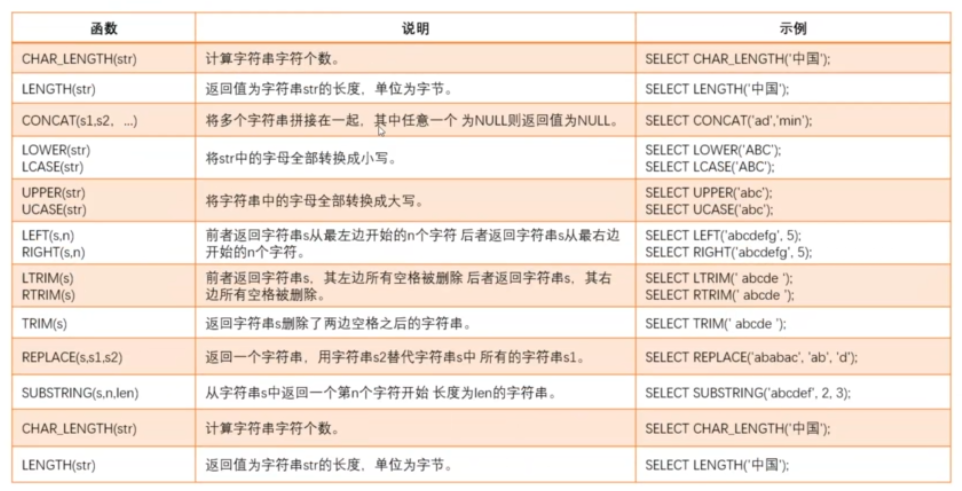 函数 说明 示例
CHAR_LENGTH(str) 计算字符串字符个数。 SELECT CHAR_LENGTH('中国');
LENGTH(str) 返回值为字符串str的长度，单位为字节。 SELECT LENGTH('中国');
CONCAT(s1,s2, ...) 将多个字符串拼接在一起，其中任意一个 为NULL则返回值为NULL。 SELECT CONCAT('ad','min');
LOWER(str)
LCASE(str)
将str中的字母全部转换成小写。
SELECT LOWER('ABC');
SELECT LCASE('ABC');
UPPER(str)
UCASE(str)
将字符串中的字母全部转换成大写。
SELECT UPPER('abc');
SELECT UCASE('abc');
LEFT(s,n)
RIGHT(s,n)
前者返回字符串s从最左边开始的n个字符 后者返回字符串s从最右边
开始的n个字符。
SELECT LEFT('abcdefg', 5);
SELECT RIGHT('abcdefg', 5);
LTRIM(s)
RTRIM(s)
前者返回字符串s，其左边所有空格被删除 后者返回字符串s，其右
边所有空格被删除。
SELECT LTRIM(' abcde ');
SELECT RTRIM(' abcde ');
TRIM(s) 返回字符串s删除了两边空格之后的字符串。 SELECT TRIM(' abcde ');
REPLACE(s,s1,s2) 返回一个字符串，用字符串s2替代字符串s中 所有的字符串s1。 SELECT REPLACE('ababac', 'ab', 'd');
SUBSTRING(s,n,len) 从字符串s中返回一个第n个字符开始 长度为len的字符串。 SELECT SUBSTRING('abcdef', 2, 3);
CHAR_LENGTH(str) 计算字符串字符个数。 SELECT CHAR_LENGTH('中国');
LENGTH(str) 返回值为字符串str的长度，单位为字节。 SELECT LENGTH('中国');